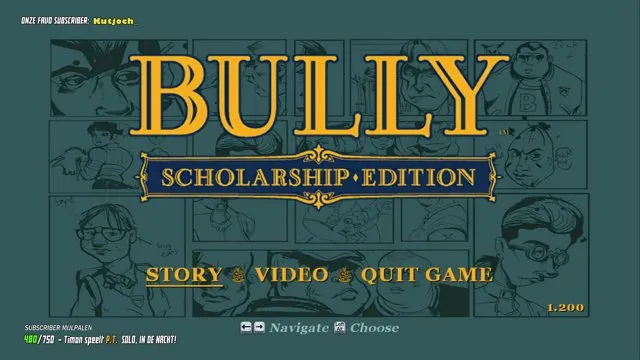 ONZE FAVO SUBSCRIBER: Kutjoch_
BULLY
SCHOLARSHIP EDITION
STORY VIDEO QUIT GAME
1.200
Navigate Choose
SUBSCRIBER MIJLPALEN
480/750 - Timon speelt P.T. SOLO, IN DE NACHT!